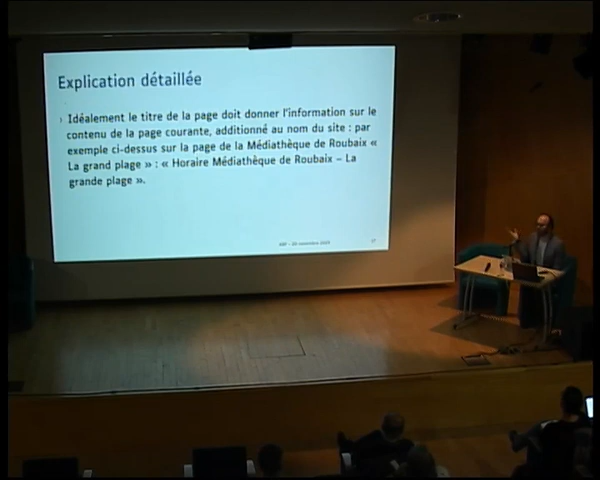 Explication détaillée
› Idéalement le titre de la page doit donner l'information sur le
contenu de la page courante, additionné au nom du site : par
exemple ci-dessus sur la page de la Médiathèque de Roubaix «
La grand plage » : « Horaire Médiathèque de Roubaix – La
grande plage ».